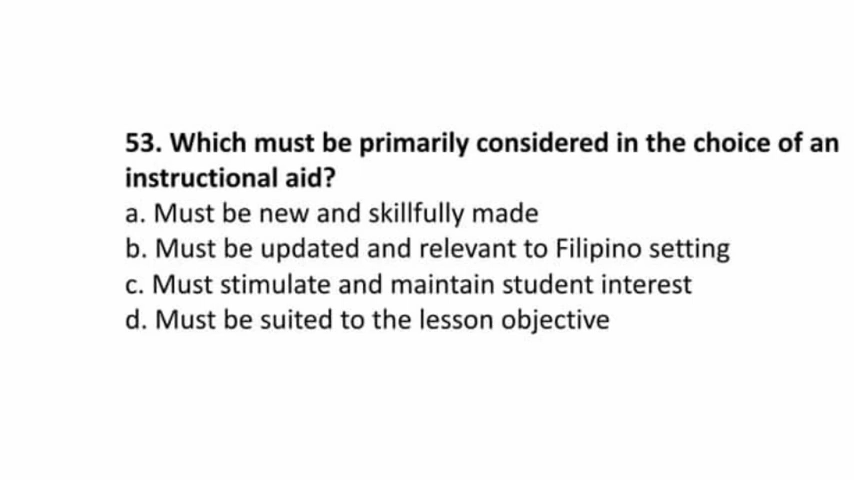 53. Which must be primarily considered in the choice of an
instructional aid?
a. Must be new and skillfully made
b. Must be updated and relevant to Filipino setting
c. Must stimulate and maintain student interest
d. Must be suited to the lesson objective